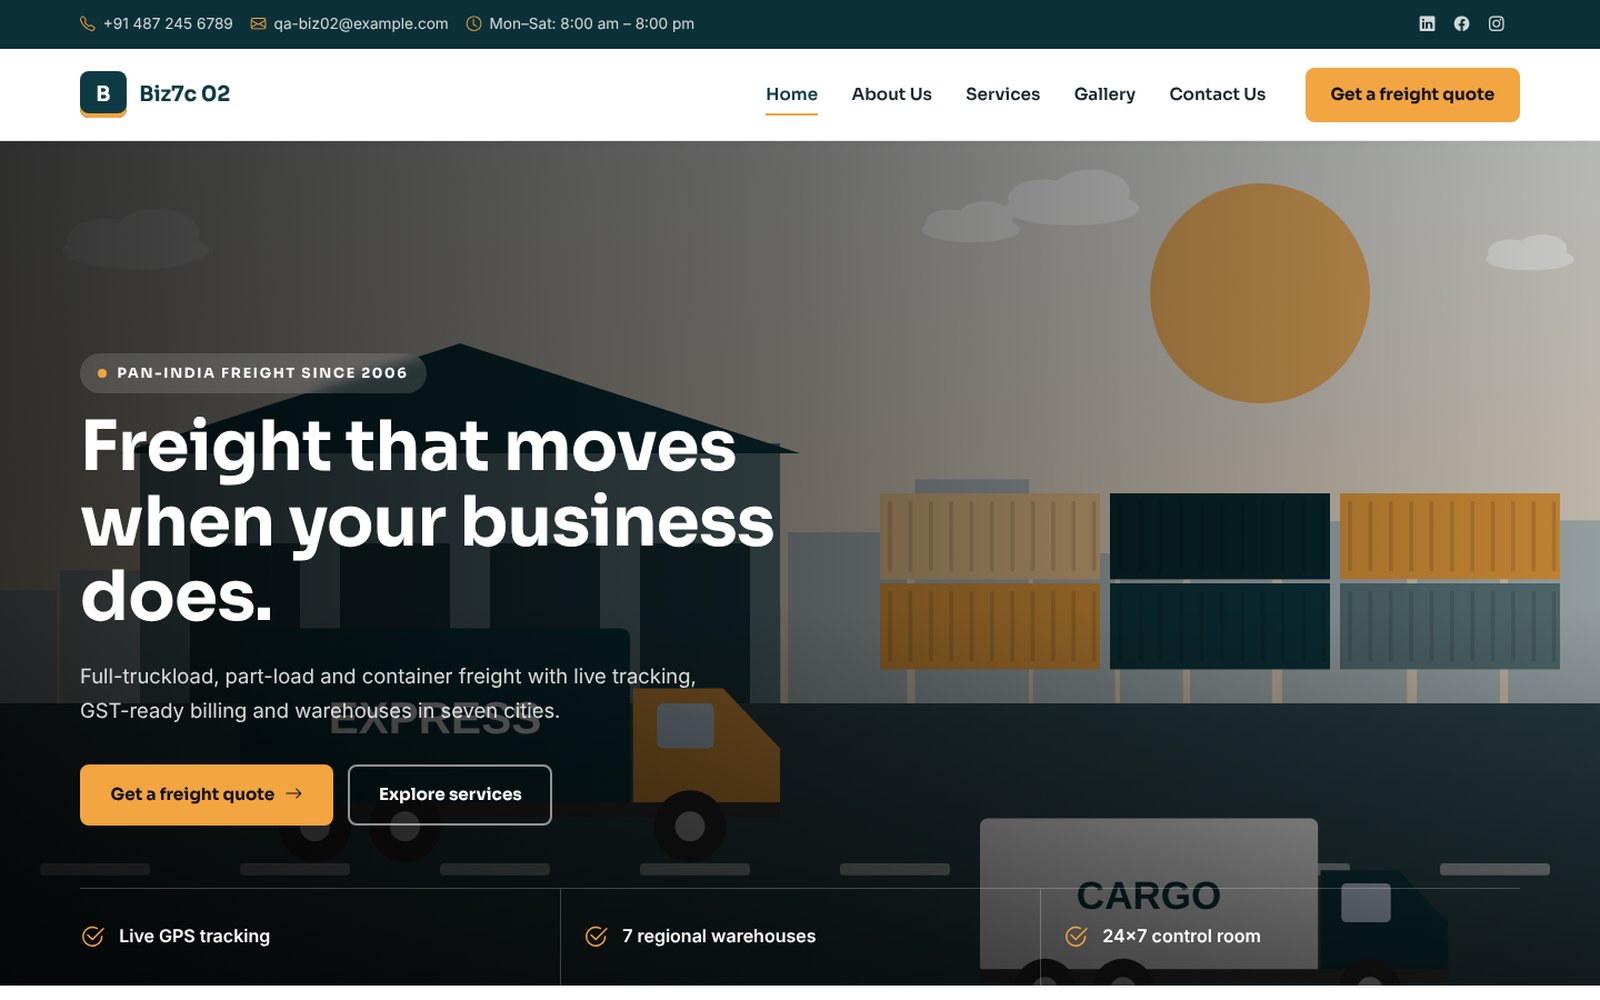 +91 487 245 6789
qa-biz02@example.com
Mon–Sat: 8:00 am – 8:00 pm
B
Biz7c 02
Home
About Us
Services
Gallery
Contact Us
Get a freight quote
PAN-INDIA FREIGHT SINCE 2006
Freight that moves
when your business
does.
Full-truckload, part-load and container freight with live tracking,
GST-ready billing and warehouses in seven cities.
EXPRESS
Get a freight quote
Explore services
CARGO
Live GPS tracking
7 regional warehouses
24×7 control room